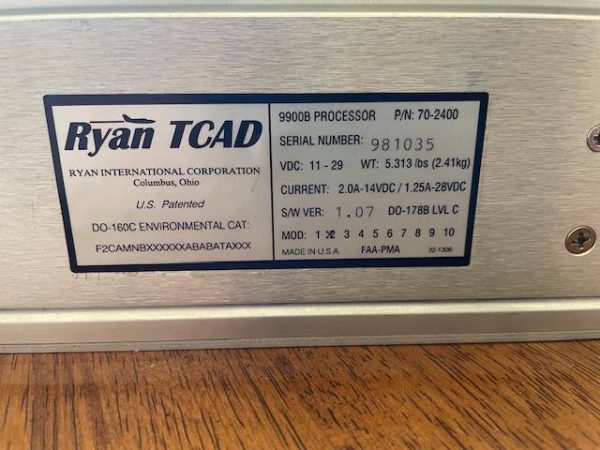 Ryan TCAD
RYAN INTERNATIONAL CORPORATION
Columbus, Ohio
U.S. Patented
DO-160C ENVIRONMENTAL CAT:
F2CAMNBXXXXXXABABATAXXX
9900B PROCESSOR P/N: 70-2400
SERIAL NUMBER: 981035
VDC: 11 - 29 WT: 5.313 lbs (2.41kg)
CURRENT: 2.0A-14VDC / 1.25A-28VDC
S/W VER: 1.07 DO-178B LVL C
MOD: 1 X2 3 4 5 6 7 8 9 10
MADE IN U.S.A. FAA-PMA 32-1306